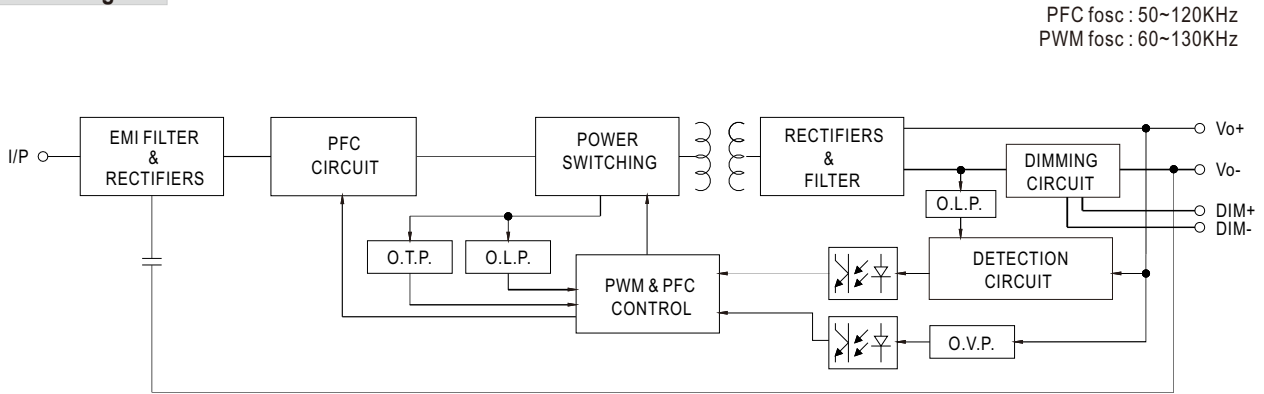 PFC fosc : 50~120KHz
PWM fosc : 60~130KHz
I/P
EMI FILTER
&
RECTIFIERS
PFC
CIRCUIT
POWER
SWITCHING
RECTIFIERS
&
FILTER
DIMMING
CIRCUIT
Vo+
Vo-
DIM+
DIM-
O.L.P.
O.T.P.
O.L.P.
PWM & PFC
CONTROL
DETECTION
CIRCUIT
O.V.P.